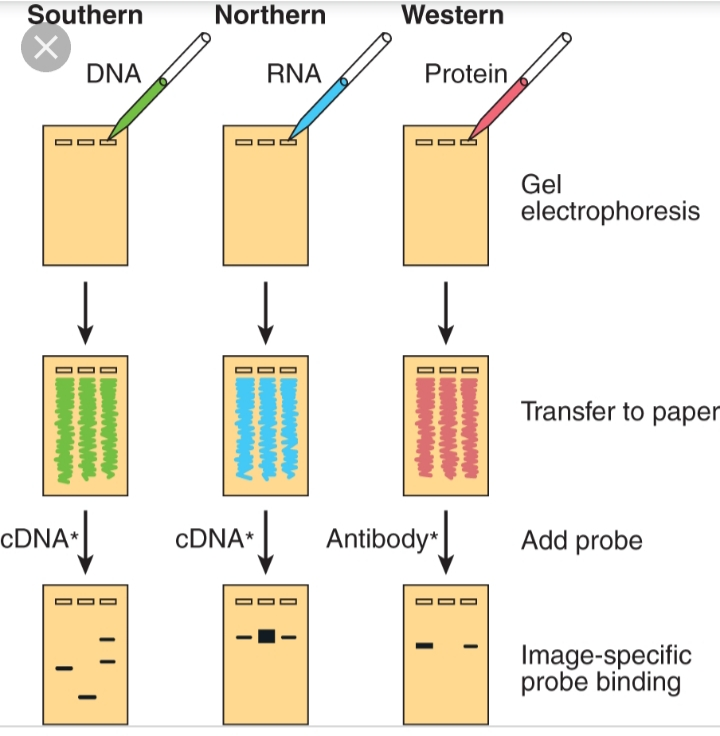 Southern Northern Western
DNA RNA Protein
Gel
electrophoresis
Transfer to paper
cDNA* cDNA* Antibody* Add probe
Image-specific
probe binding